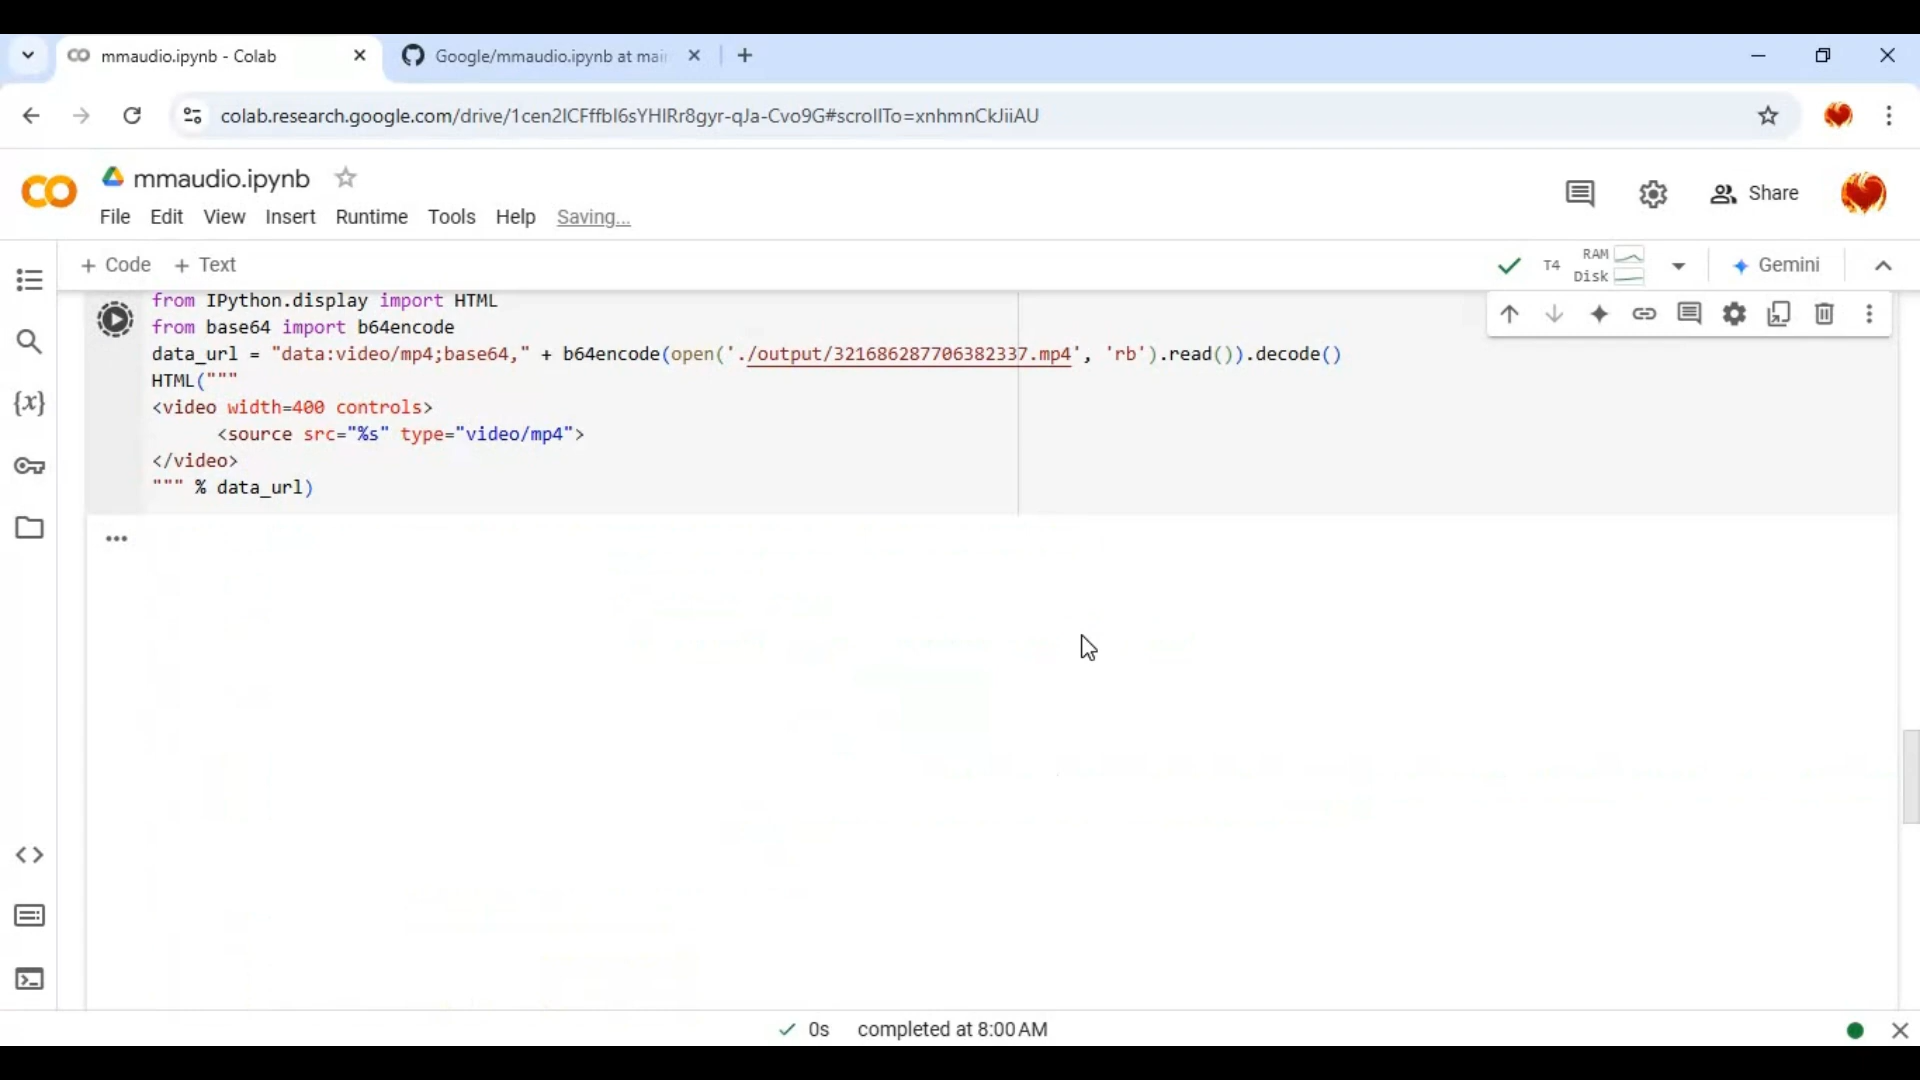 mmaudio.ipynb - Colab
Google/mmaudio.ipynb at mai
colab.research.google.com/drive/1cen2lCFffbl6sYHlRr8gyr-qJa-Cvo9G#scrollTo=xnhmnCkJiiAU
mmaudio.ipynb
File Edit View Insert Runtime Tools Help Saving...
Share
+ Code + Text
T4 RAM Disk Gemini
from IPython.display import HTML
from base64 import b64encode
data_url = "data:video/mp4;base64," + b64encode(open('./output/321686287706382337.mp4', 'rb').read()).decode()
HTML("""
<video width=400 controls>
      <source src="%s" type="video/mp4">
</video>
""" % data_url)
0s completed at 8:00 AM